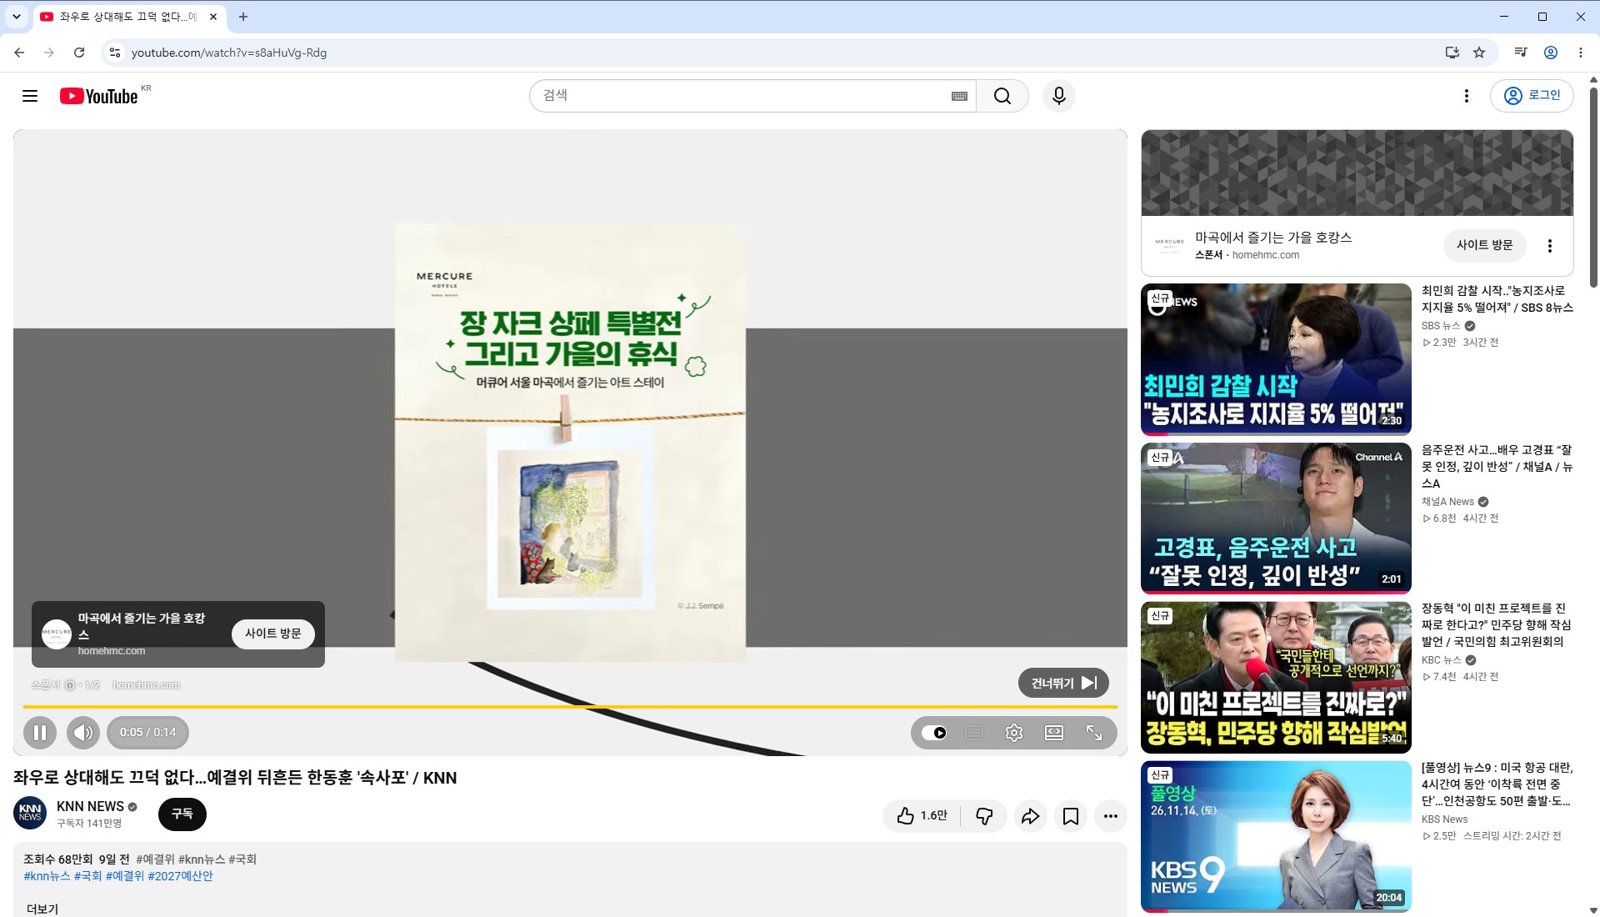 좌우로 상대해도 끄덕 없다...예
youtube.com/watch?v=s8aHuVg-Rdg
YouTube KR
검색
로그인
MERCURE
HOTELS
장 자크 상페 특별전
그리고 가을의 휴식
머큐어 서울 마곡에서 즐기는 아트 스테이
© J.J. Sempé
MERCURE
마곡에서 즐기는 가을 호캉
스
homehmc.com
사이트 방문
스폰서 · 1/2 homehmc.com
건너뛰기
0:05 / 0:14
좌우로 상대해도 끄덕 없다...예결위 뒤흔든 한동훈 '속사포' / KNN
KNN NEWS
KNN NEWS
구독자 141만명
구독
1.6만
조회수 68만회 9일 전 #예결위 #knn뉴스 #국회
#knn뉴스 #국회 #예결위 #2027예산안
더보기
MERCURE
마곡에서 즐기는 가을 호캉스
스폰서 · homehmc.com
사이트 방문
신규
NEWS
최민희 감찰 시작
"농지조사로 지지율 5% 떨어져"
2:30
최민희 감찰 시작.."농지조사로
지지율 5% 떨어져" / SBS 8뉴스
SBS 뉴스
2.3만 3시간 전
신규
Channel A
고경표, 음주운전 사고
“잘못 인정, 깊이 반성”
2:01
음주운전 사고…배우 고경표 “잘
못 인정, 깊이 반성” / 채널A / 뉴
스A
채널A News
6.8천 4시간 전
신규
"국민들한테
공개적으로 선언까지?"
“이 미친 프로젝트를 진짜로?”
장동혁, 민주당 향해 작심발언
5:40
장동혁 "이 미친 프로젝트를 진
짜로 한다고?" 민주당 향해 작심
발언 / 국민의힘 최고위원회의
KBC 뉴스
7.4천 4시간 전
신규
풀영상
26.11.14. (토)
KBS 9
NEWS
20:04
[풀영상] 뉴스9 : 미국 항공 대란,
4시간여 동안 ‘이착륙 전면 중
단’…인천공항도 50편 출발·도...
KBS News
2.5만 스트리밍 시간: 2시간 전